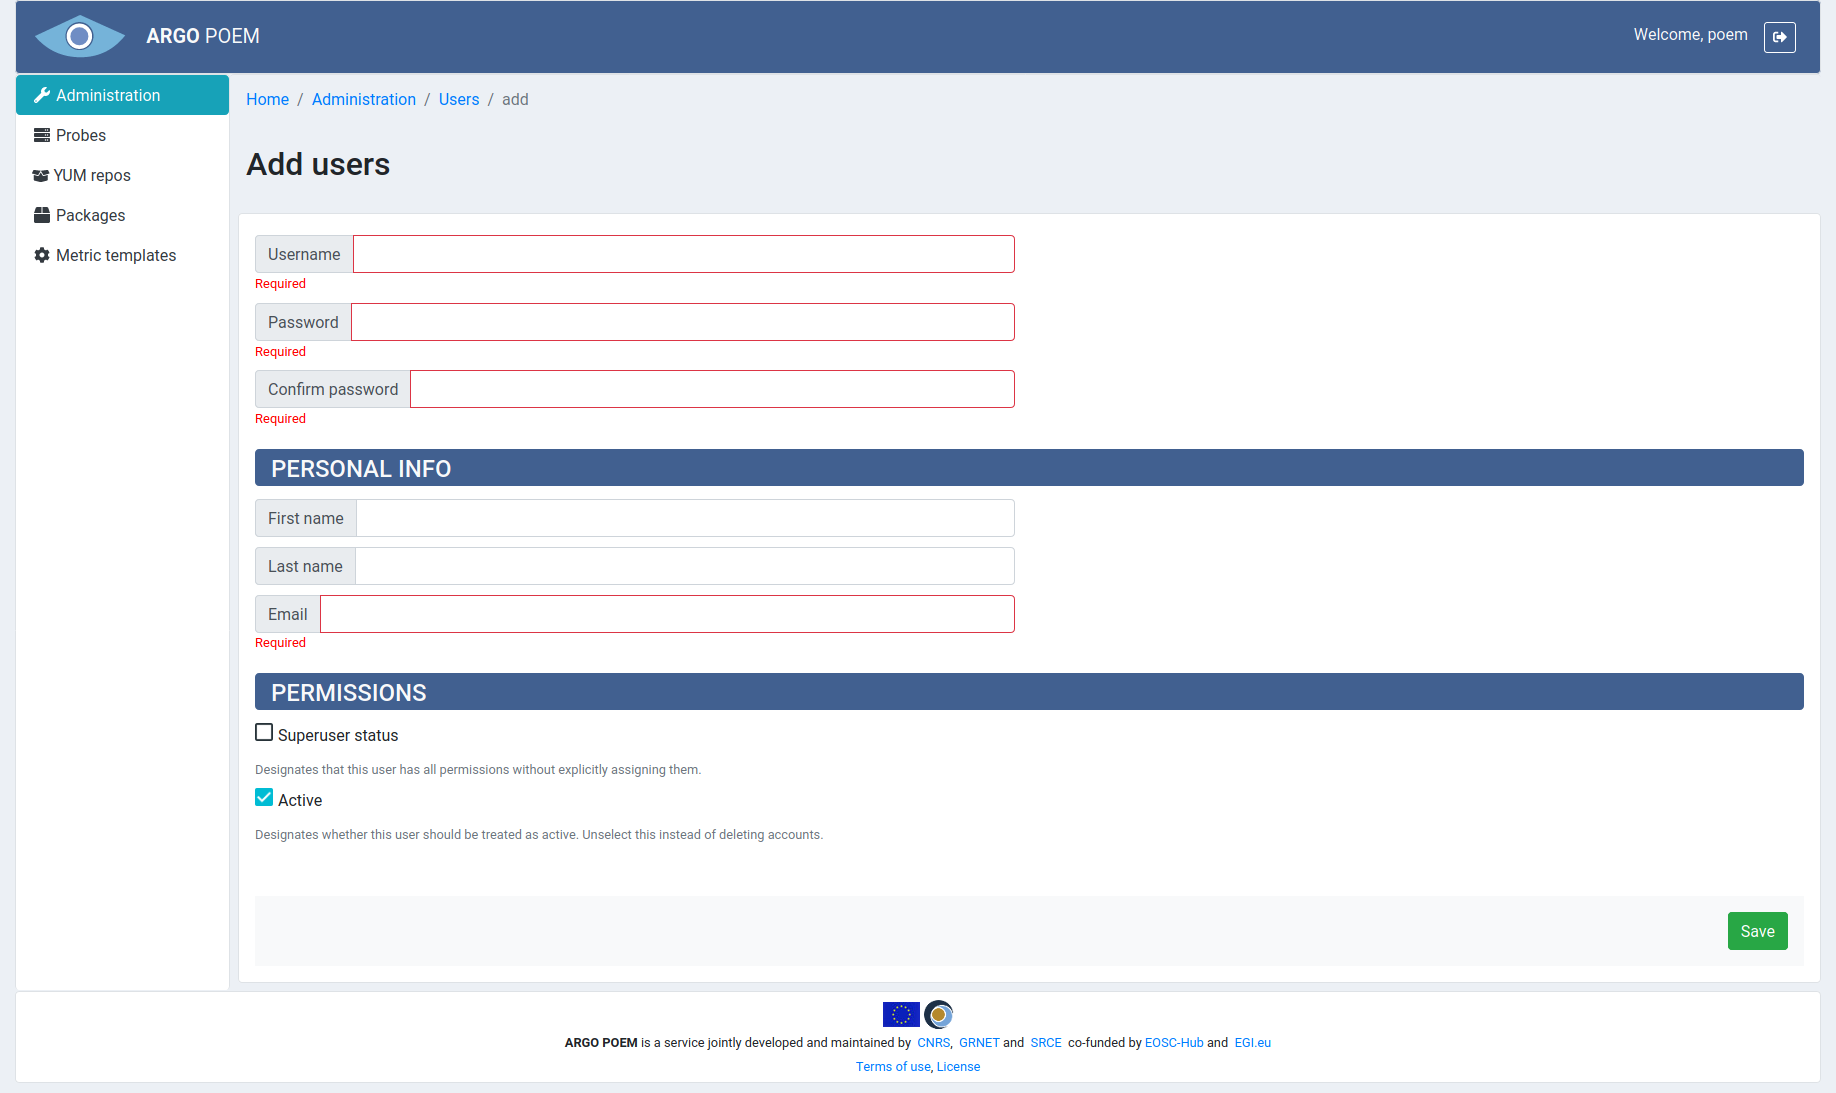 ARGO POEM
Welcome, poem
Administration
Probes
YUM repos
Packages
Metric templates
Home / Administration / Users / add
Add users
Username
Required
Password
Required
Confirm password
Required
PERSONAL INFO
First name
Last name
Email
Required
PERMISSIONS
Superuser status
Designates that this user has all permissions without explicitly assigning them.
Active
Designates whether this user should be treated as active. Unselect this instead of deleting accounts.
Save
ARGO POEM is a service jointly developed and maintained by CNRS, GRNET and SRCE co-funded by EOSC-Hub and EGI.eu
Terms of use, License